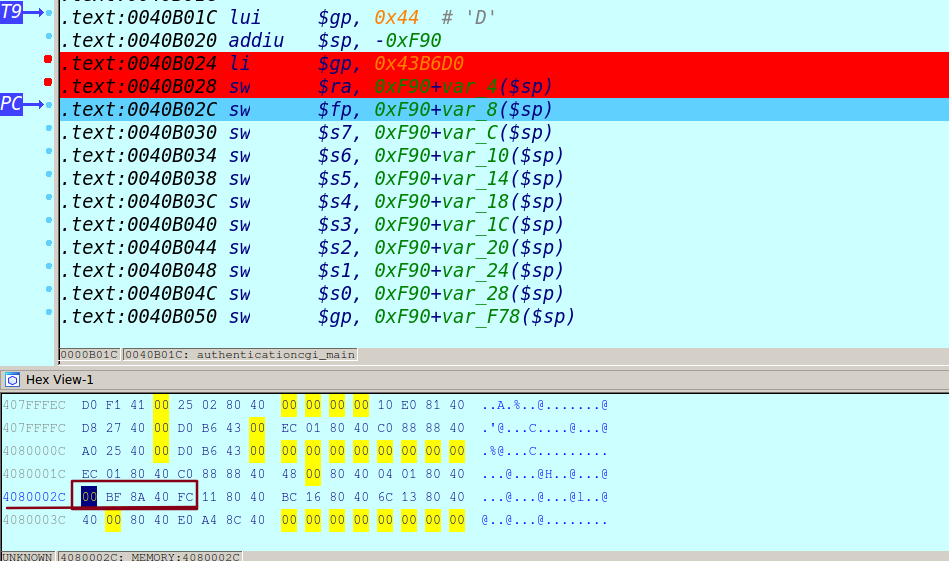 T9
.text:0040B01C lui $gp, 0x44 # 'D'
.text:0040B020 addiu $sp, -0xF90
.text:0040B024 li $gp, 0x43B6D0
.text:0040B028 sw $ra, 0xF90+var_4($sp)
PC
.text:0040B02C sw $fp, 0xF90+var_8($sp)
.text:0040B030 sw $s7, 0xF90+var_C($sp)
.text:0040B034 sw $s6, 0xF90+var_10($sp)
.text:0040B038 sw $s5, 0xF90+var_14($sp)
.text:0040B03C sw $s4, 0xF90+var_18($sp)
.text:0040B040 sw $s3, 0xF90+var_1C($sp)
.text:0040B044 sw $s2, 0xF90+var_20($sp)
.text:0040B048 sw $s1, 0xF90+var_24($sp)
.text:0040B04C sw $s0, 0xF90+var_28($sp)
.text:0040B050 sw $gp, 0xF90+var_F78($sp)
0000B01C 0040B01C: authenticationcgi_main
Hex View-1
407FFFEC D0 F1 41 00 25 02 80 40 00 00 00 00 10 E0 81 40 ..A.%..@.......@
407FFFFC D8 27 40 00 D0 B6 43 00 EC 01 80 40 C0 88 88 40 .'@...C....@...@
4080000C A0 25 40 00 D0 B6 43 00 00 00 00 00 00 00 00 00 .%@...C.........
4080001C EC 01 80 40 C0 88 88 40 48 00 80 40 04 01 80 40 ...@...@H..@...@
4080002C 00 BF 8A 40 FC 11 80 40 BC 16 80 40 6C 13 80 40 ...@...@...@l..@
4080003C 40 00 80 40 E0 A4 8C 40 00 00 00 00 00 00 00 00 @..@...@........
UNKNOWN 4080002C: MEMORY:4080002C